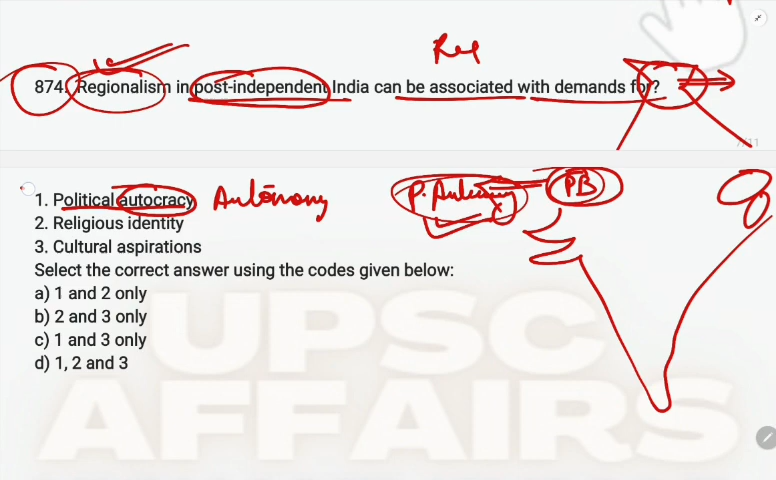 Rel
874. Regionalism in post-independent India can be associated with demands for?
/11
1. Political autocracy Autonomy P. Autonomy PB
2. Religious identity
3. Cultural aspirations
Select the correct answer using the codes given below:
a) 1 and 2 only
b) 2 and 3 only
c) 1 and 3 only
d) 1, 2 and 3
UPSC
AFFAIRS